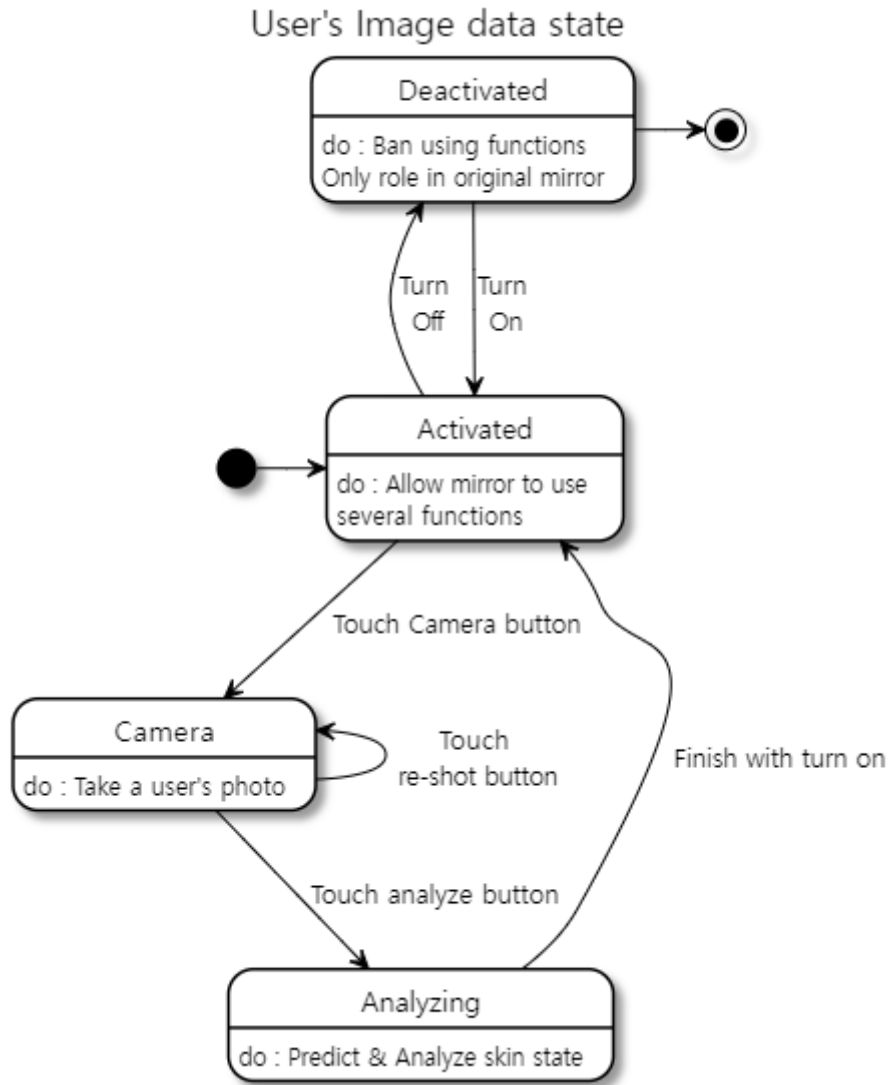 User's Image data state
Deactivated
do : Ban using functions
Only role in original mirror
Turn
Off
Turn
On
Activated
do : Allow mirror to use
several functions
Touch Camera button
Camera
do : Take a user's photo
Touch
re-shot button
Finish with turn on
Touch analyze button
Analyzing
do : Predict & Analyze skin state